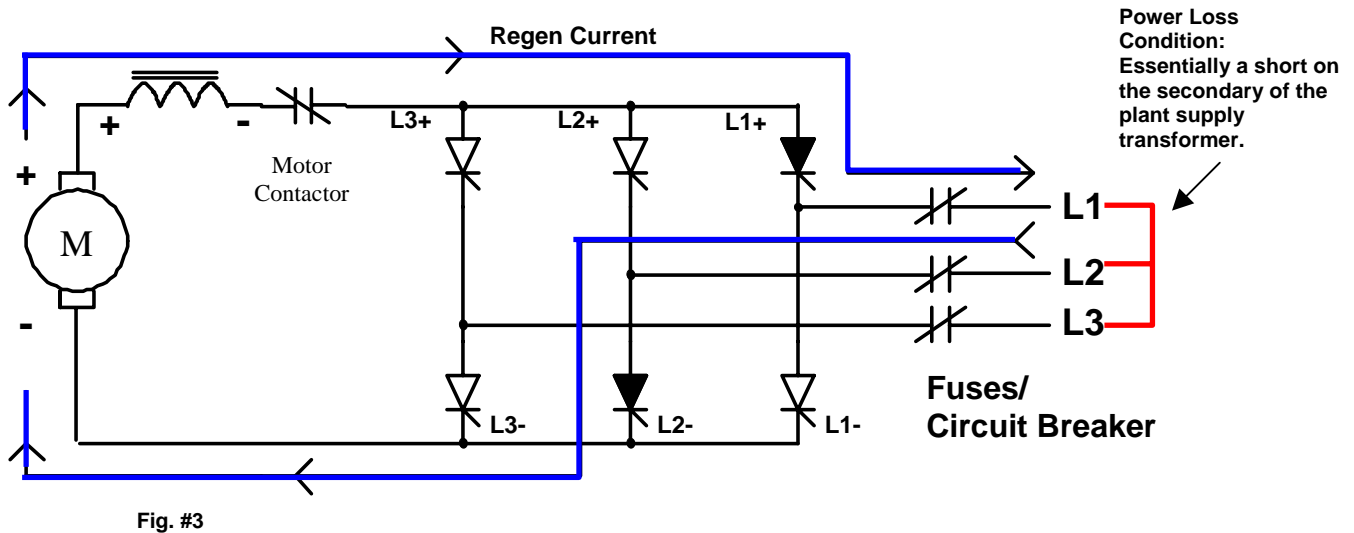 Power Loss
Condition:
Essentially a short on
the secondary of the
plant supply
transformer.
Regen Current
+
-
L3+
L2+
L1+
Motor
Contactor
+
M
-
L1
L2
L3
L3-
L2-
L1-
Fuses/
Circuit Breaker
Fig. #3